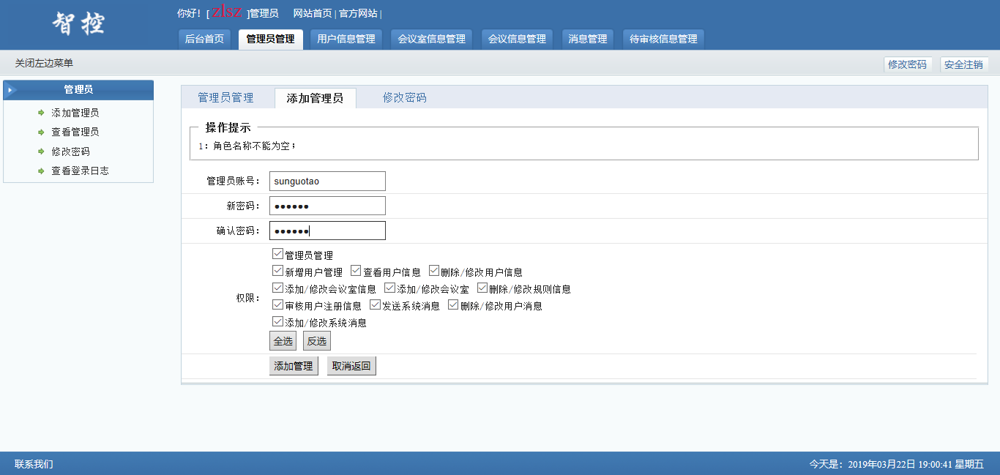 智控
你好！[ zlsz ]管理员 网站首页 | 官方网站 |
后台首页 管理员管理 用户信息管理 会议室信息管理 会议信息管理 消息管理 待审核信息管理
关闭左边菜单 修改密码 安全注销
管理员
添加管理员
查看管理员
修改密码
查看登录日志
管理员管理 添加管理员 修改密码
操作提示
1：角色名称不能为空；
管理员账号： sunguotao
新密码： ●●●●●●
确认密码： ●●●●●●
权限：
管理员管理
新增用户管理 查看用户信息 删除/修改用户信息
添加/修改会议室信息 添加/修改会议室 删除/修改规则信息
审核用户注册信息 发送系统消息 删除/修改用户消息
添加/修改系统消息
全选 反选
添加管理 取消返回
联系我们 今天是：2019年03月22日 19:00:41 星期五